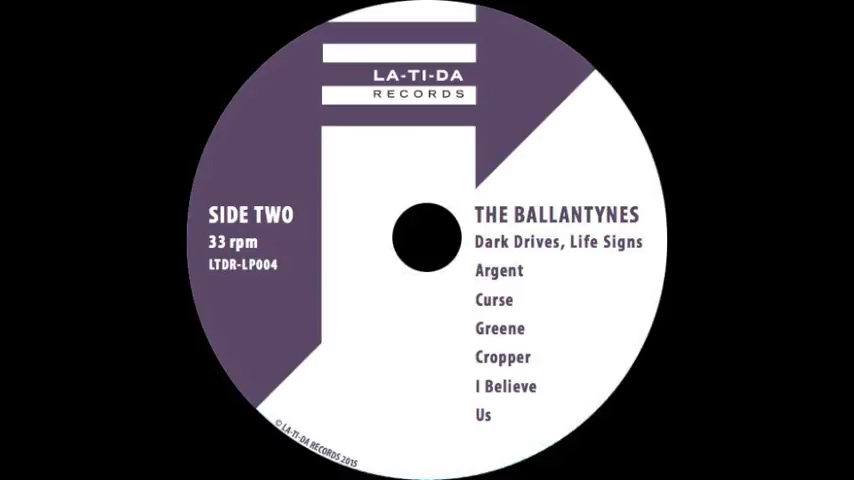 LA-TI-DA
RECORDS
SIDE TWO
33 rpm
LTDR-LP004
THE BALLANTYNES
Dark Drives, Life Signs
Argent
Curse
Greene
Cropper
I Believe
Us
© LA-TI-DA RECORDS 2015